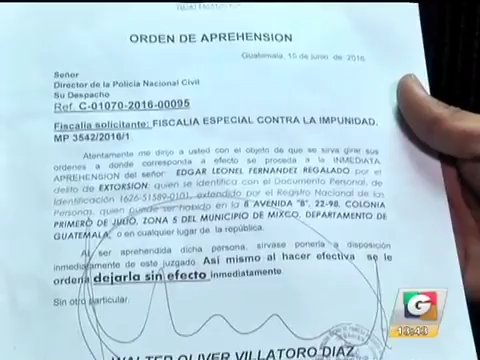 ORDEN DE APREHENSION
Guatemala, 15 de junio de 2016
Señor
Director de la Policía Nacional Civil
Su Despacho
Ref. C-01070-2016-00095
Fiscalía solicitante: FISCALIA ESPECIAL CONTRA LA IMPUNIDAD.
MP 3542/2016/1
Atentamente me dirijo a usted con el objeto de que se sirva girar sus
ordenes a donde corresponda a efecto se proceda a la INMEDIATA
APREHENSION del señor: EDGAR LEONEL FERNANDEZ REGALADO por el
delito de EXTORSION; quien se identifica con el Documento Personal, de
Identificación 1626-51589-0101, extendido por el Registro Nacional de las
Personas, quien puede ser habido en la 8 AVENIDA "B", 22-98, COLONIA
PRIMERO DE JULIO, ZONA 5 DEL MUNICIPIO DE MIXCO, DEPARTAMENTO DE
GUATEMALA, o en cualquier lugar de la república.
Al ser aprehendida dicha persona, sírvase ponerla a disposición
inmediatamente de este juzgado. Así mismo al hacer efectiva se le
ordena dejarla sin efecto inmediatamente
Sin otro particular.
WALTER OLIVER VILLATORO DIAZ
G
13:43